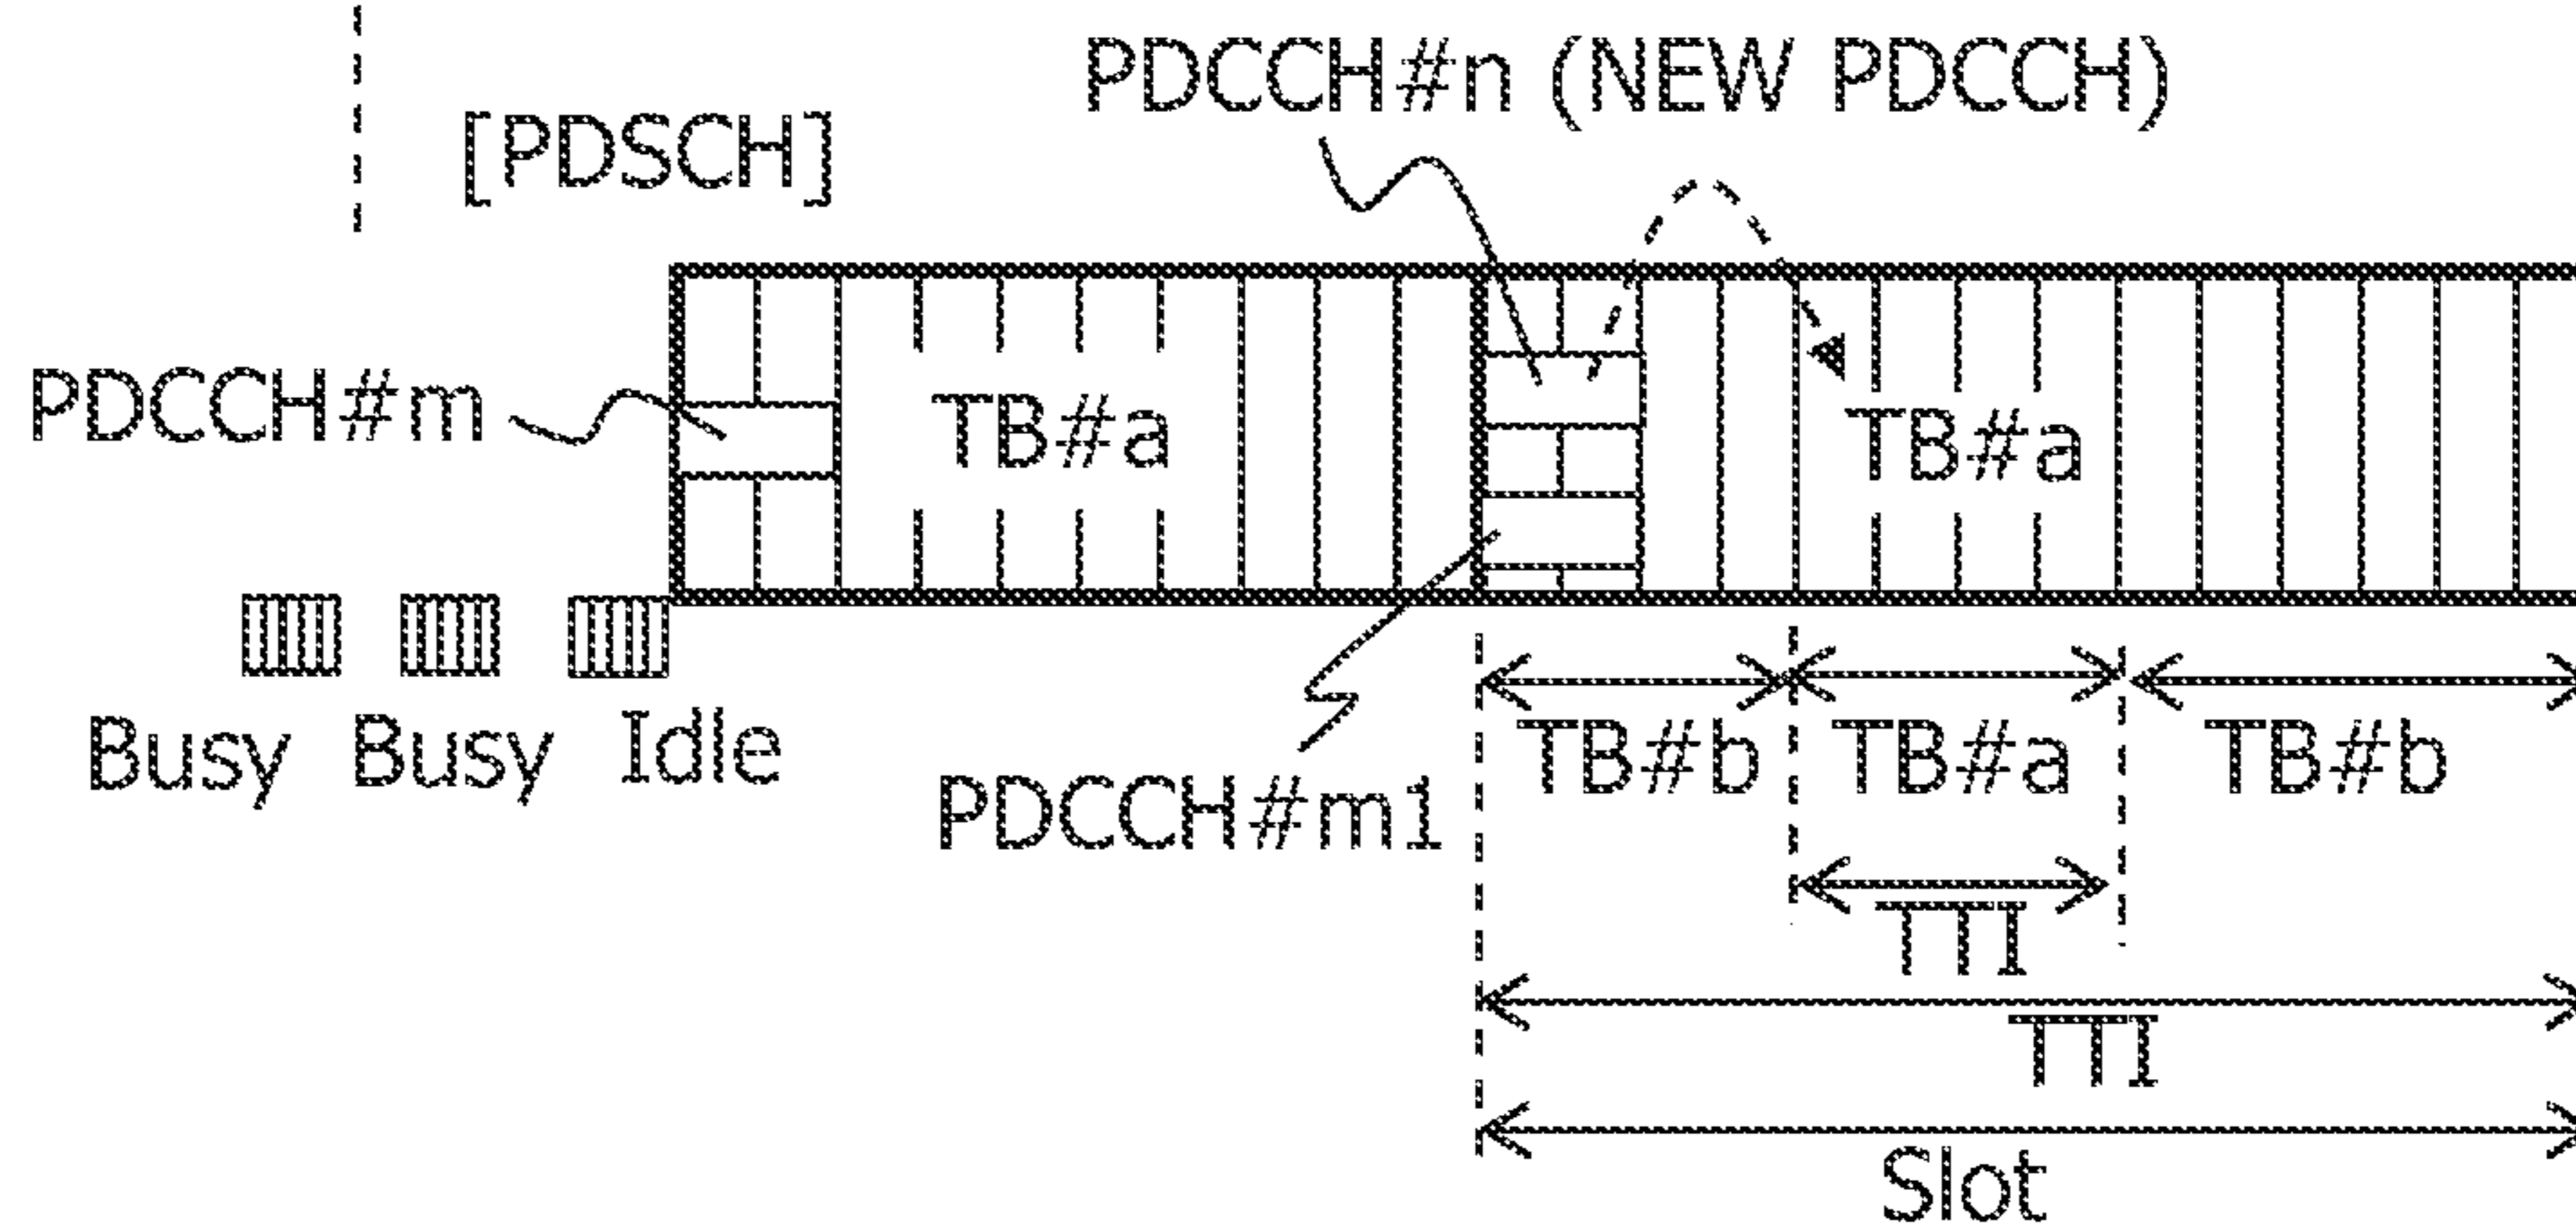 PDCCH#n (NEW PDCCH)
[PDSCH]
PDCCH#m
TB#a
TB#a
Busy Busy Idle
TB#b TB#a TB#b
PDCCH#m1
TTI
TTI
Slot